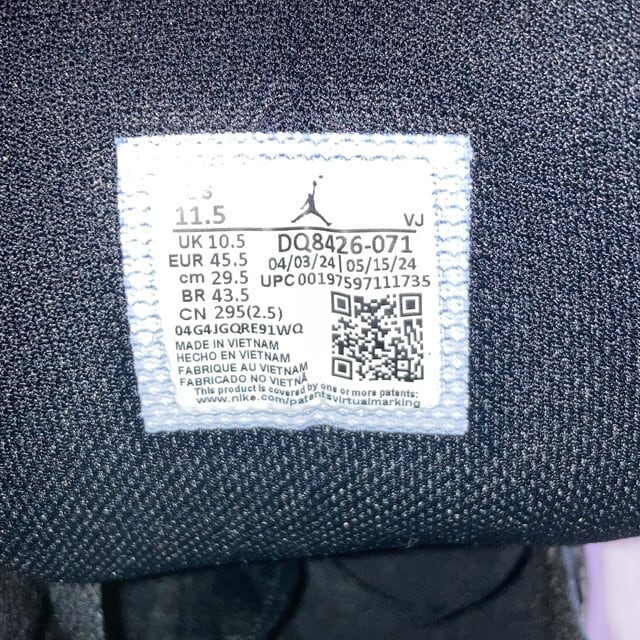 11.5
VJ
UK 10.5
DQ8426-071
EUR 45.5
04/03/24 05/15/24
cm 29.5
UPC 00197597111735
BR 43.5
CN 295(2.5)
04G4JGQRE91WQ
MADE IN VIETNAM
HECHO EN VIETNAM
FABRIQUE AU VIETNAM
FABRICADO NO VIETNÃ
This product is covered by one or more patents:
www.nike.com/patentsvirtualmarking